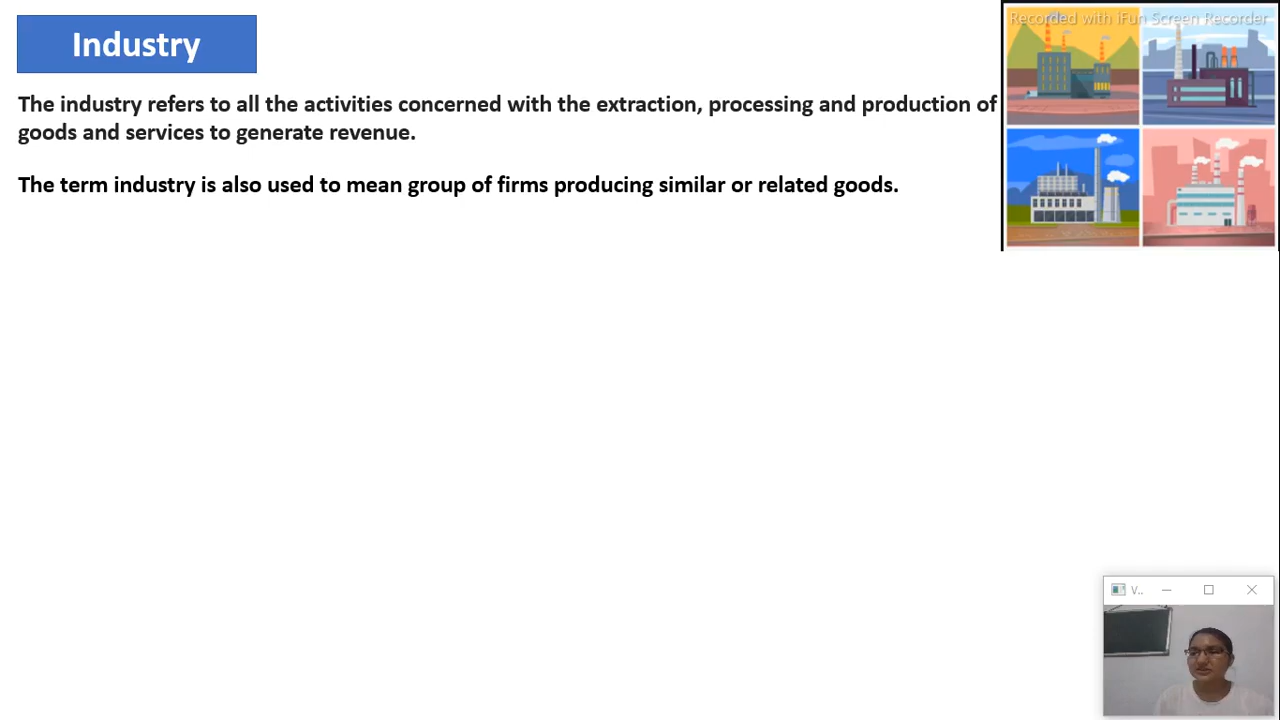 Recorded with iFun Screen Recorder
Industry
The industry refers to all the activities concerned with the extraction, processing and production of
goods and services to generate revenue.
The term industry is also used to mean group of firms producing similar or related goods.
V..